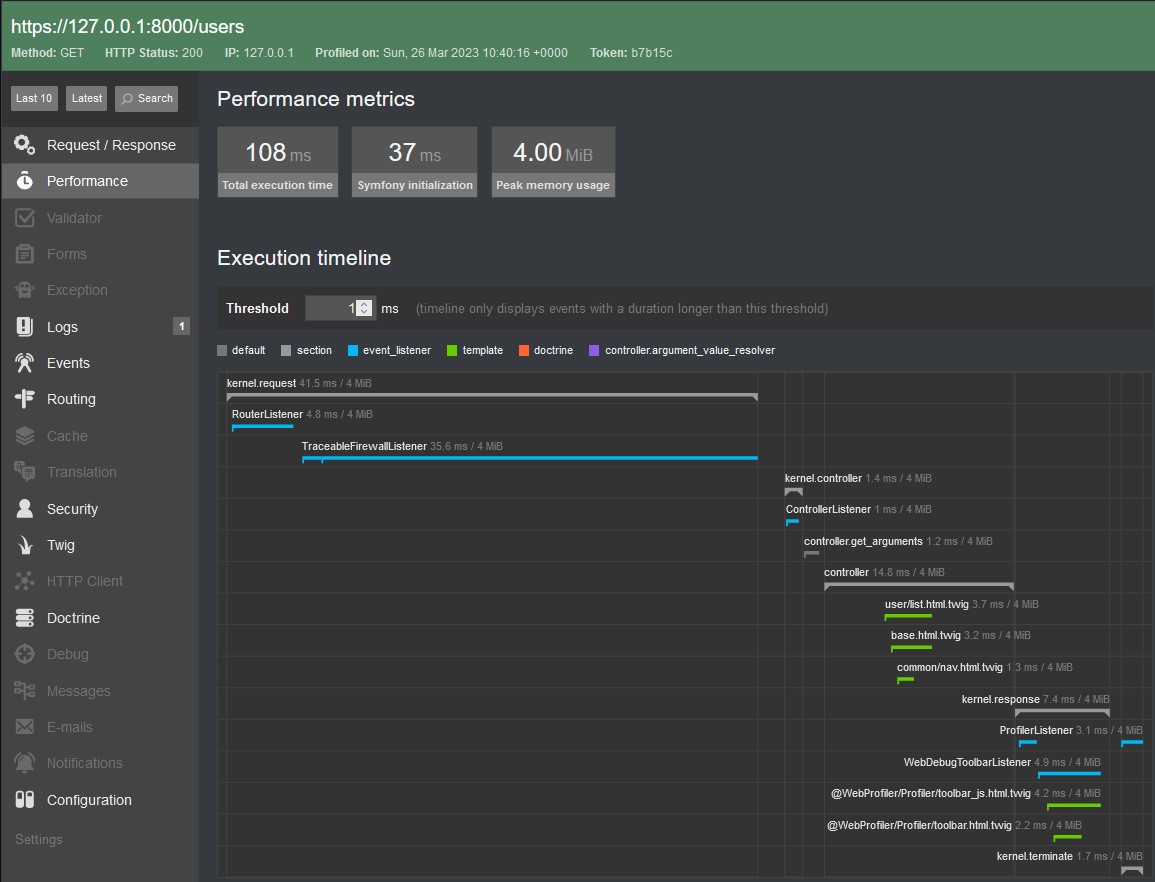 https://127.0.0.1:8000/users
Method: GET HTTP Status: 200 IP: 127.0.0.1 Profiled on: Sun, 26 Mar 2023 10:40:16 +0000 Token: b7b15c
Last 10 Latest Search
Request / Response
Performance
Validator
Forms
Exception
Logs 1
Events
Routing
Cache
Translation
Security
Twig
HTTP Client
Doctrine
Debug
Messages
E-mails
Notifications
Configuration
Settings
Performance metrics
108 ms
Total execution time
37 ms
Symfony initialization
4.00 MiB
Peak memory usage
Execution timeline
Threshold 1 ms (timeline only displays events with a duration longer than this threshold)
default section event_listener template doctrine controller.argument_value_resolver
kernel.request 41.5 ms / 4 MiB
RouterListener 4.8 ms / 4 MiB
TraceableFirewallListener 35.6 ms / 4 MiB
kernel.controller 1.4 ms / 4 MiB
ControllerListener 1 ms / 4 MiB
controller.get_arguments 1.2 ms / 4 MiB
controller 14.8 ms / 4 MiB
user/list.html.twig 3.7 ms / 4 MiB
base.html.twig 3.2 ms / 4 MiB
common/nav.html.twig 1.3 ms / 4 MiB
kernel.response 7.4 ms / 4 MiB
ProfilerListener 3.1 ms / 4 MiB
WebDebugToolbarListener 4.9 ms / 4 MiB
@WebProfiler/Profiler/toolbar_js.html.twig 4.2 ms / 4 MiB
@WebProfiler/Profiler/toolbar.html.twig 2.2 ms / 4 MiB
kernel.terminate 1.7 ms / 4 MiB